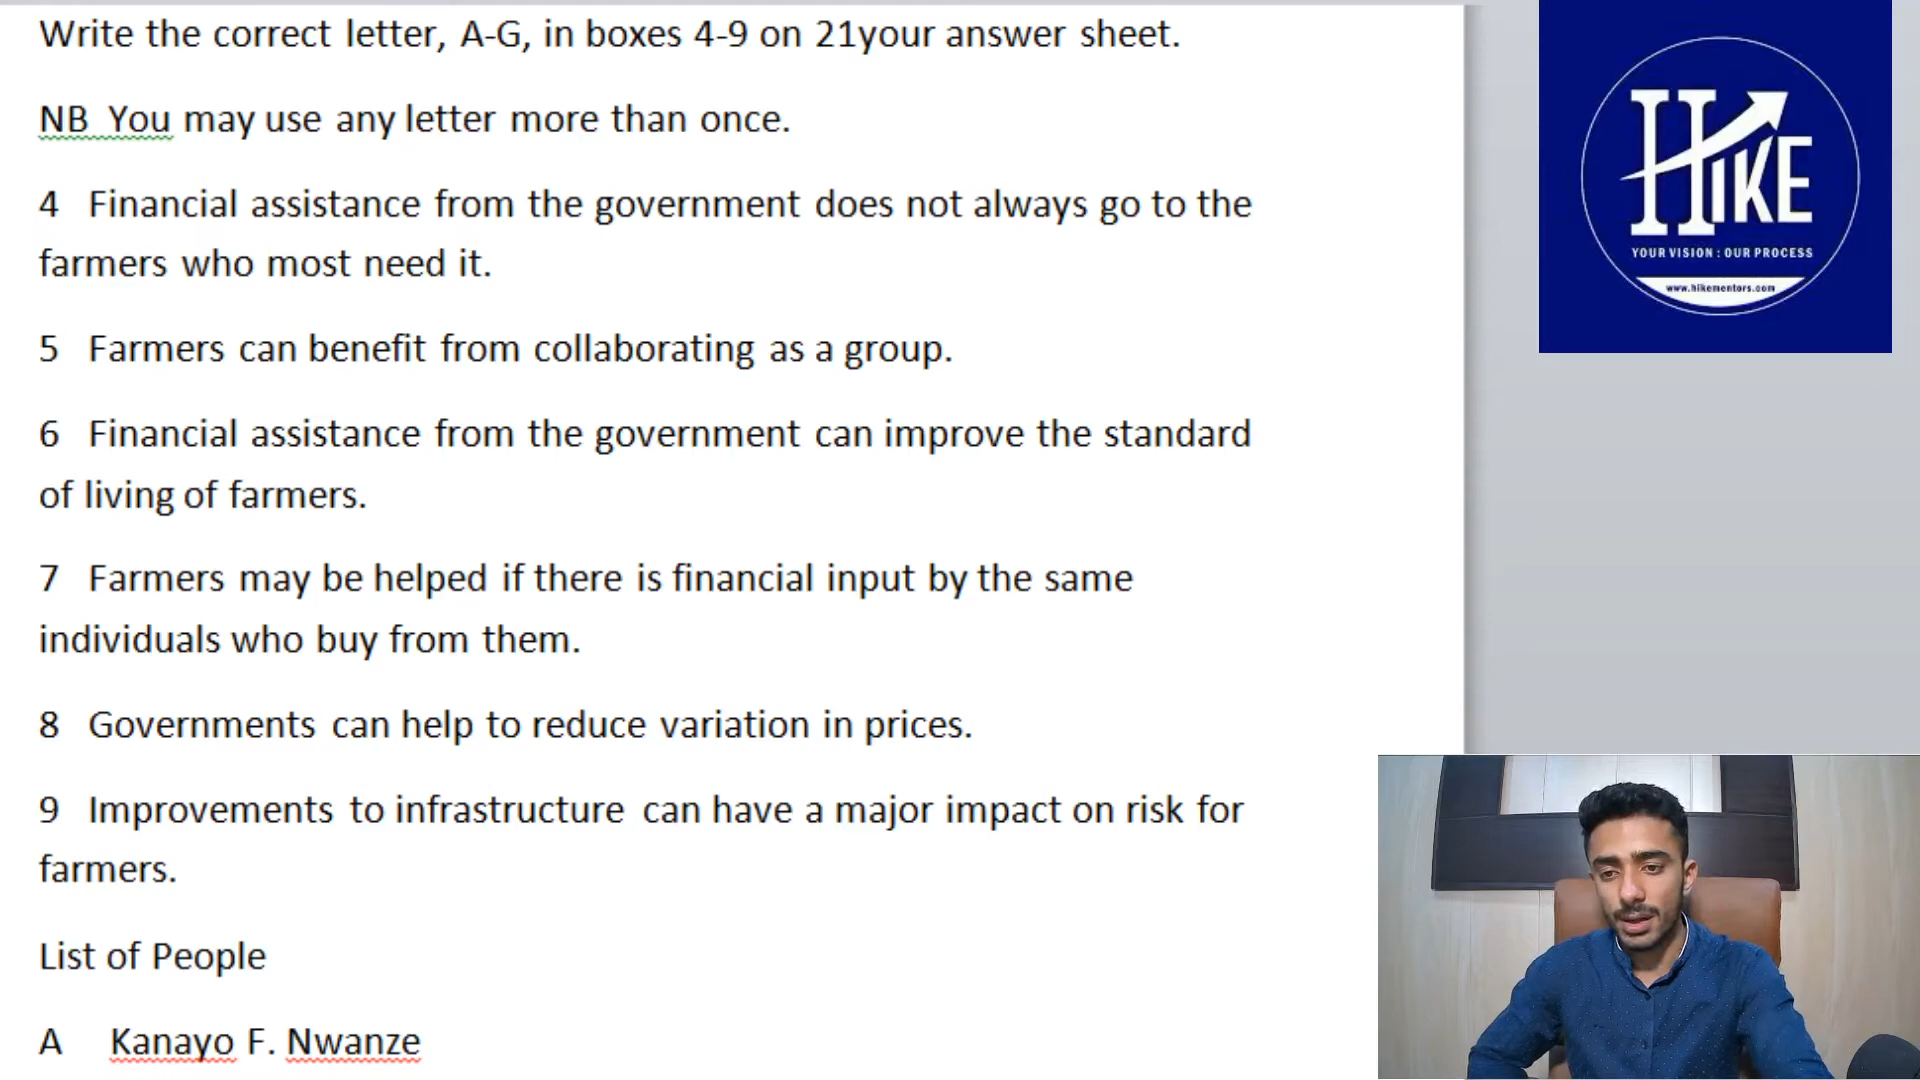 Write the correct letter, A-G, in boxes 4-9 on 21your answer sheet.
NB  You may use any letter more than once.
4   Financial assistance from the government does not always go to the
farmers who most need it.
5   Farmers can benefit from collaborating as a group.
6   Financial assistance from the government can improve the standard
of living of farmers.
7   Farmers may be helped if there is financial input by the same
individuals who buy from them.
8   Governments can help to reduce variation in prices.
9   Improvements to infrastructure can have a major impact on risk for
farmers.
List of People
A     Kanayo F. Nwanze
HIKE
YOUR VISION : OUR PROCESS
www.hikementors.com